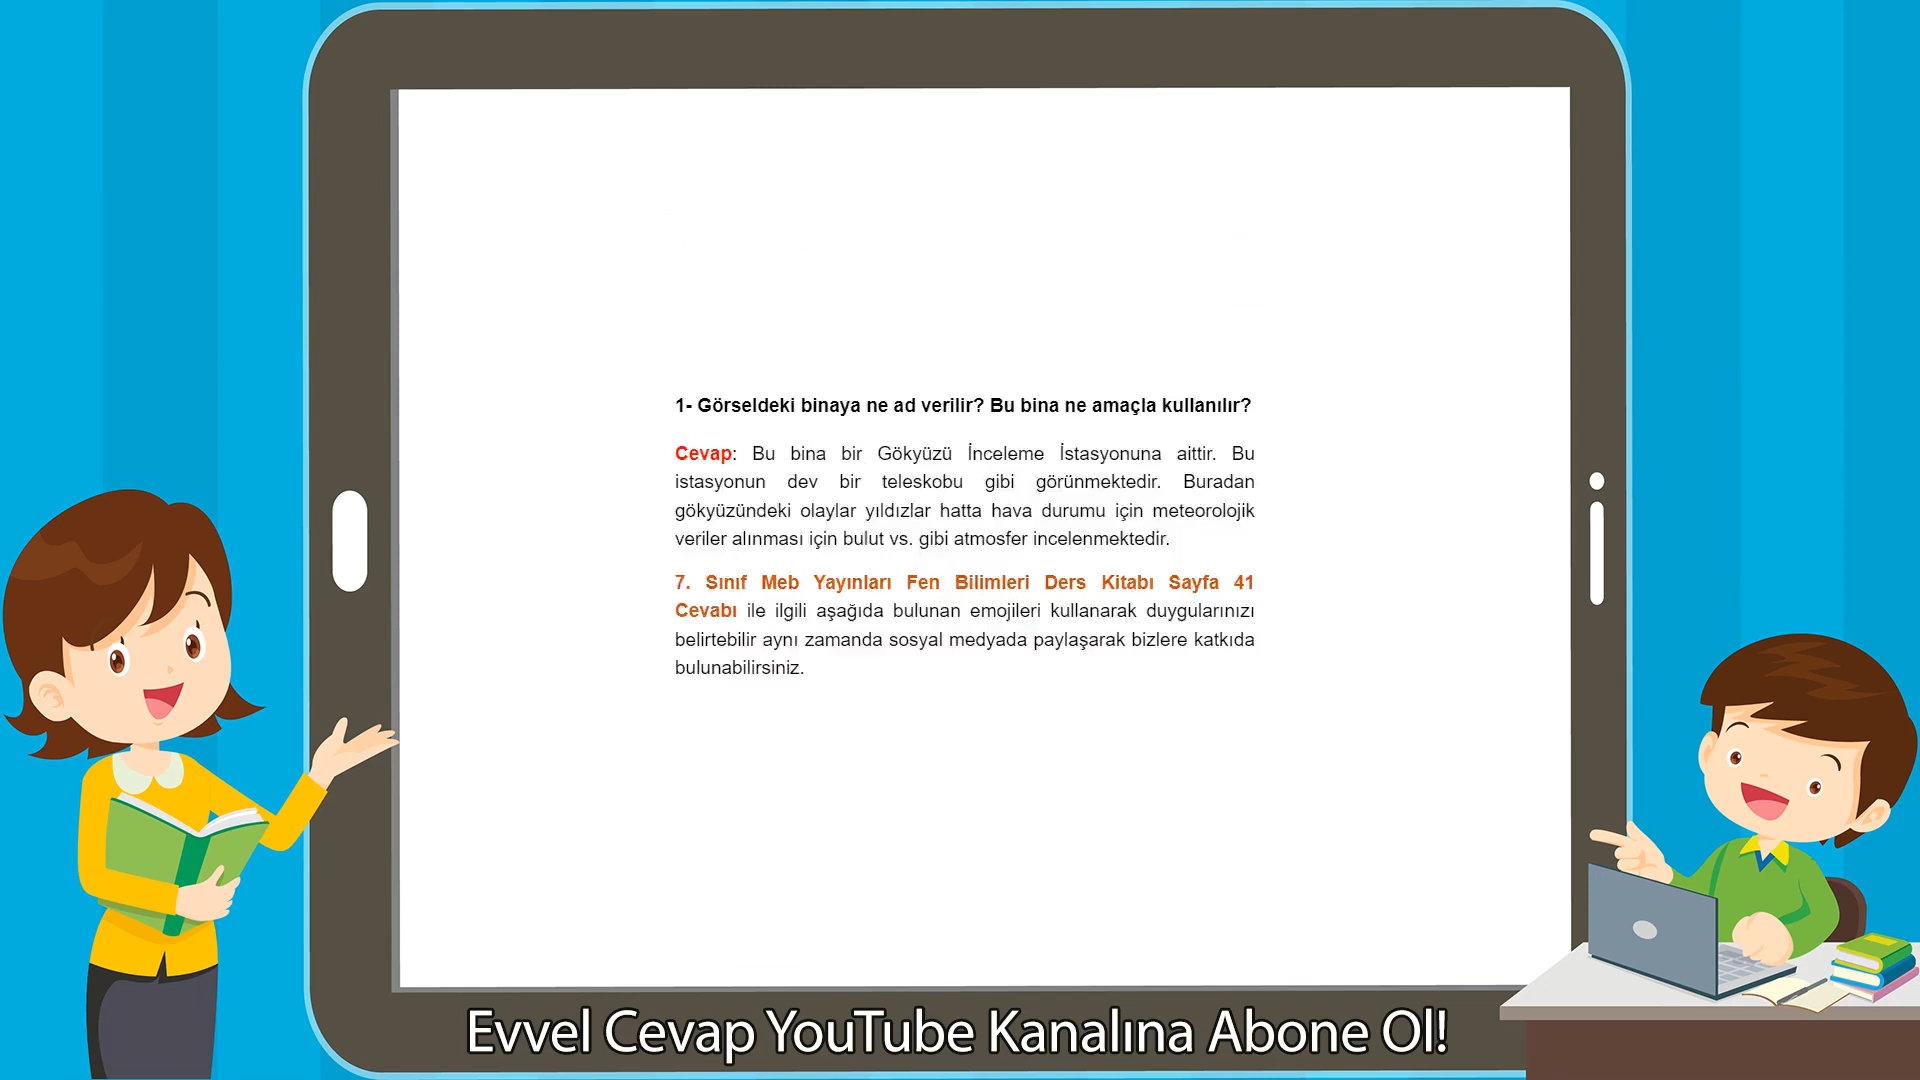 1- Görseldeki binaya ne ad verilir? Bu bina ne amaçla kullanılır?
Cevap: Bu bina bir Gökyüzü İnceleme İstasyonuna aittir. Bu
istasyonun dev bir teleskobu gibi görünmektedir. Buradan
gökyüzündeki olaylar yıldızlar hatta hava durumu için meteorolojik
veriler alınması için bulut vs. gibi atmosfer incelenmektedir.
7. Sınıf Meb Yayınları Fen Bilimleri Ders Kitabı Sayfa 41
Cevabı ile ilgili aşağıda bulunan emojileri kullanarak duygularınızı
belirtebilir aynı zamanda sosyal medyada paylaşarak bizlere katkıda
bulunabilirsiniz.
Evvel Cevap YouTube Kanalına Abone Ol!